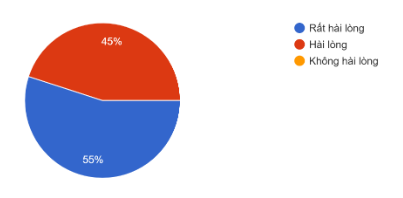 45%
55%
Rất hài lòng
Hài lòng
Không hài lòng